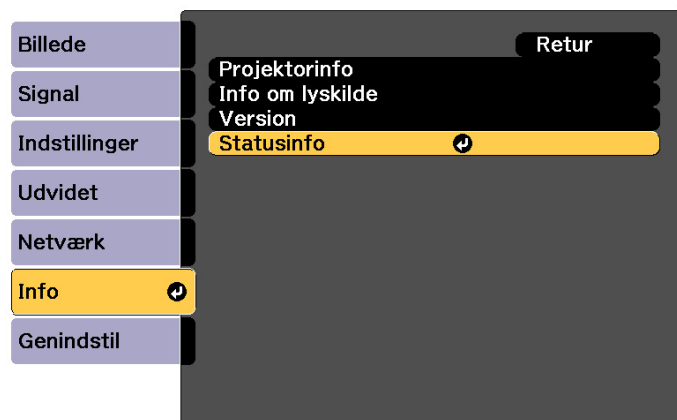 Billede
Signal
Indstillinger
Udvidet
Netværk
Info
Genindstil
Retur
Projektorinfo
Info om lyskilde
Version
Statusinfo